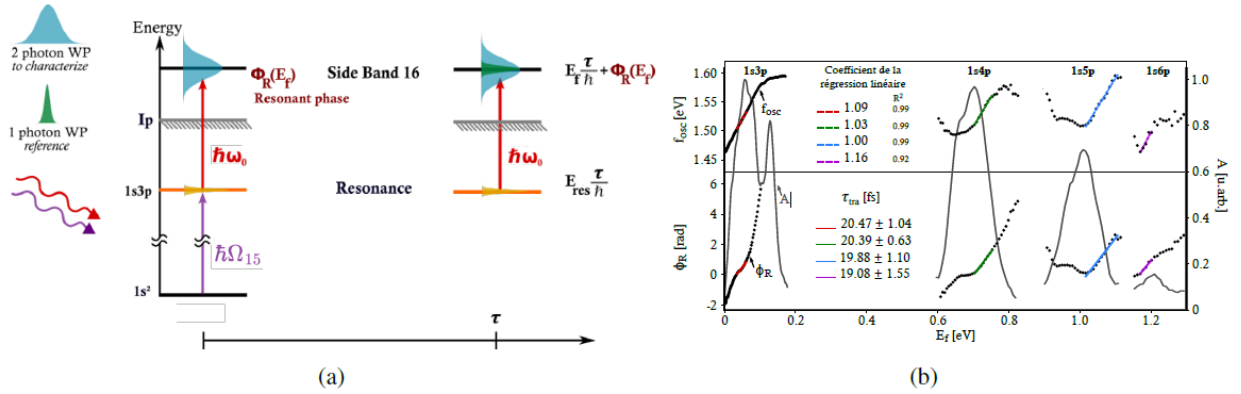 Energy
2 photon WP
to characterize
1 photon WP
reference
Ip
1s3p
1s²
Φ_R(E_f)
Resonant phase
ħω₀
ħΩ₁₅
Side Band 16
Resonance
E_f τ/ħ + Φ_R(E_f)
ħω₀
E_res τ/ħ
τ
(a)
1s3p
Coefficient de la
régression linéaire
R²
1s4p
1s5p
1s6p
1.09 0.99
1.03 0.99
1.00 0.99
1.16 0.92
f_osc [eV]
1.60
1.55
1.50
1.45
f_osc
τ_tra [fs]
20.47 ± 1.04
20.39 ± 0.63
19.88 ± 1.10
19.08 ± 1.55
ϕ_R [rad]
6
4
2
0
-2
|A|
ϕ_R
A [u.arb.]
1.0
0.8
0.6
0.4
0.2
0
0 0.2 0.4 0.6 0.8 1.0 1.2
E_f [eV]
(b)